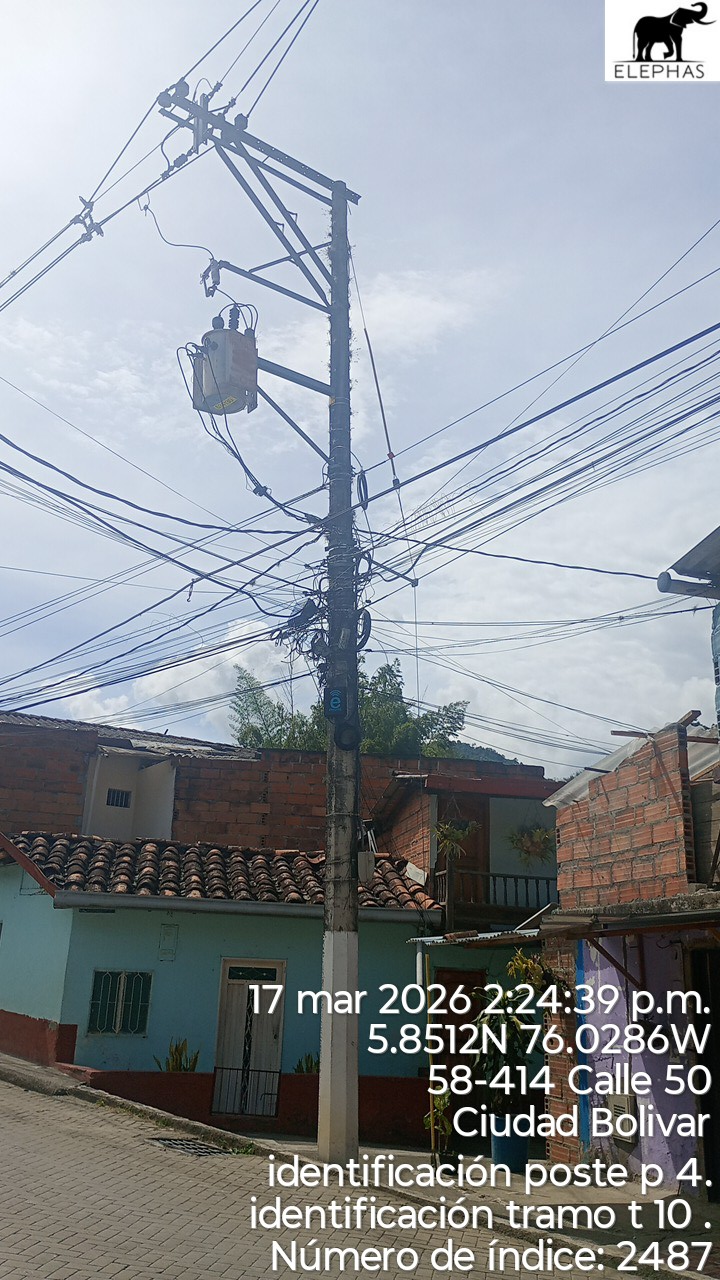 ELEPHAS
e
17 mar 2026 2:24:39 p.m.
5.8512N 76.0286W
58-414 Calle 50
Ciudad Bolivar
identificación poste p 4.
identificación tramo t 10 .
Número de índice: 2487